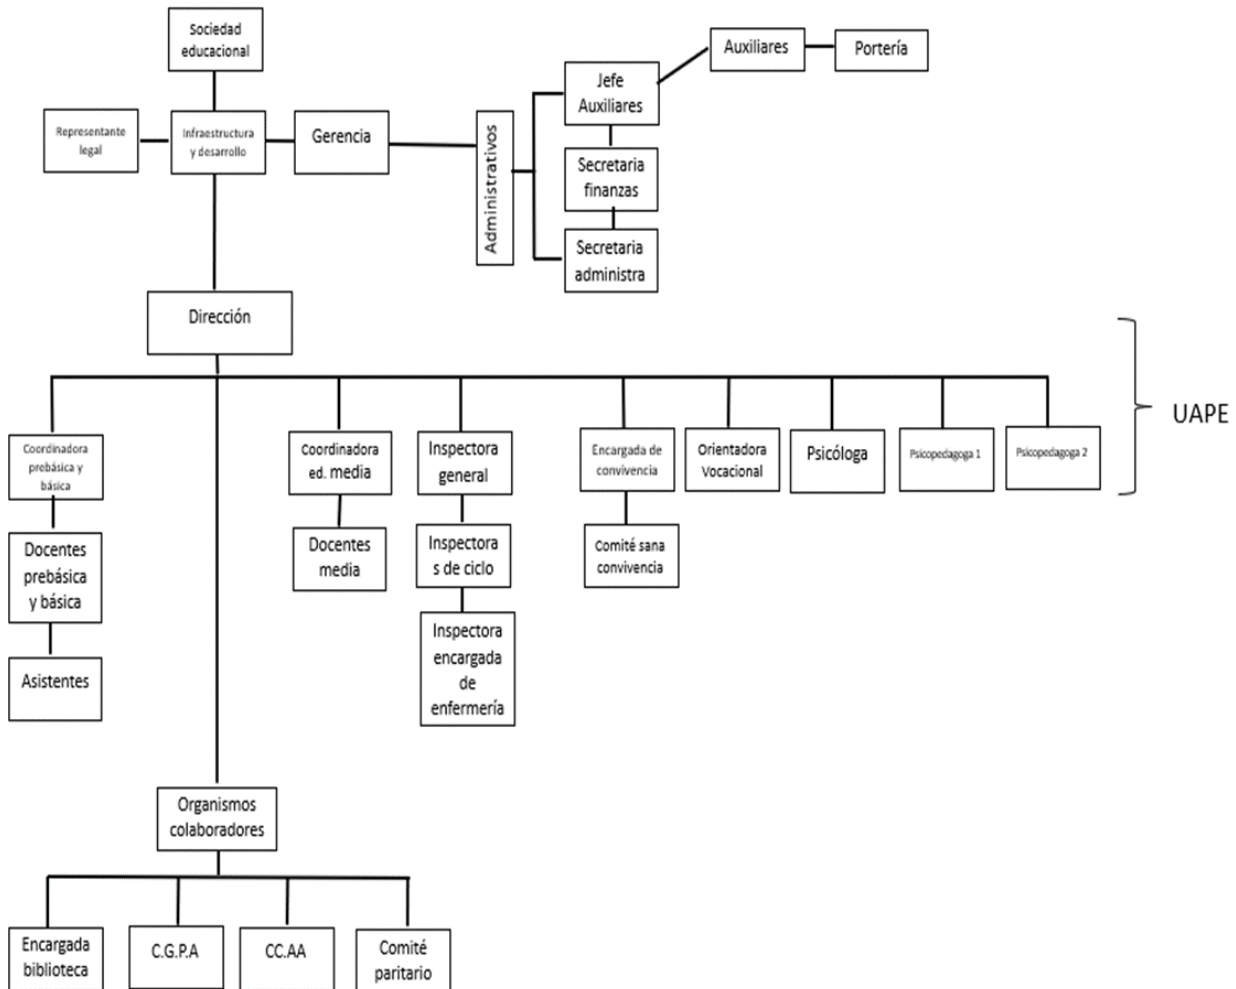 Sociedad
educacional
Auxiliares
Portería
Jefe
Auxiliares
Representante
legal
Infraestructura
y desarrollo
Gerencia
Administrativos
Secretaria
finanzas
Secretaria
administra
Dirección
UAPE
Coordinadora
prebásica y
básica
Coordinadora
ed. media
Inspectora
general
Encargada de
convivencia
Orientadora
Vocacional
Psicóloga
Psicopedagoga 1
Psicopedagoga 2
Docentes
prebásica
y básica
Docentes
media
Inspectora
s de ciclo
Comité sana
convivencia
Asistentes
Inspectora
encargada
de
enfermería
Organismos
colaboradores
Encargada
biblioteca
C.G.P.A
CC.AA
Comité
paritario